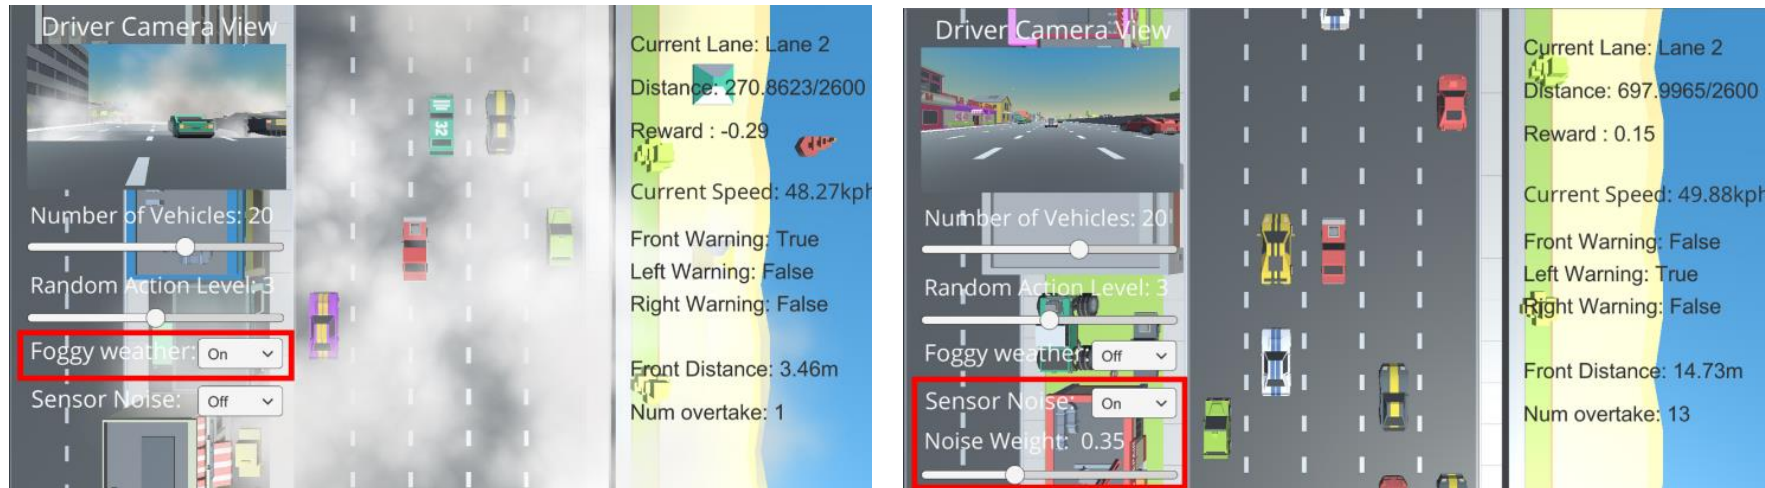 Driver Camera View
Number of Vehicles: 20
Random Action Level: 3
Foggy weather: On
Sensor Noise: Off
32
Current Lane: Lane 2
Distance: 270.8623/2600
Reward : -0.29
Current Speed: 48.27kph
Front Warning: True
Left Warning: False
Right Warning: False
Front Distance: 3.46m
Num overtake: 1
Driver Camera View
Number of Vehicles: 20
Random Action Level: 3
Foggy weather: Off
Sensor Noise: On
Noise Weight: 0.35
Current Lane: Lane 2
Distance: 697.9965/2600
Reward : 0.15
Current Speed: 49.88kph
Front Warning: False
Left Warning: True
Right Warning: False
Front Distance: 14.73m
Num overtake: 13